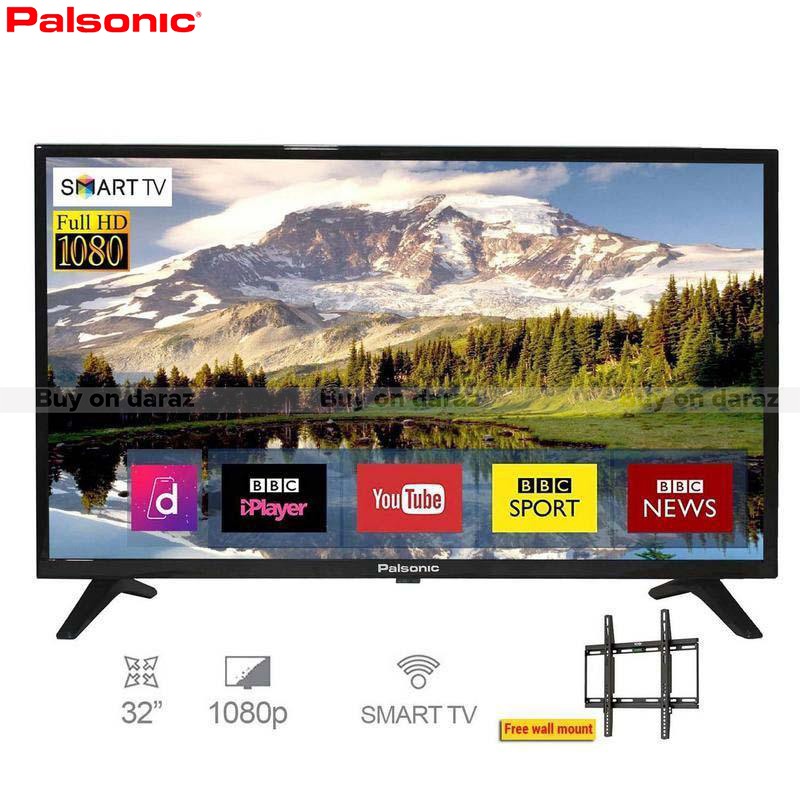 Palsonic
SMART TV
Full HD
1080
Buy on daraz
Buy on daraz
Buy on daraz
d
BBC
iPlayer
YouTube
BBC
SPORT
BBC
NEWS
Palsonic
32”
1080p
SMART TV
Free wall mount